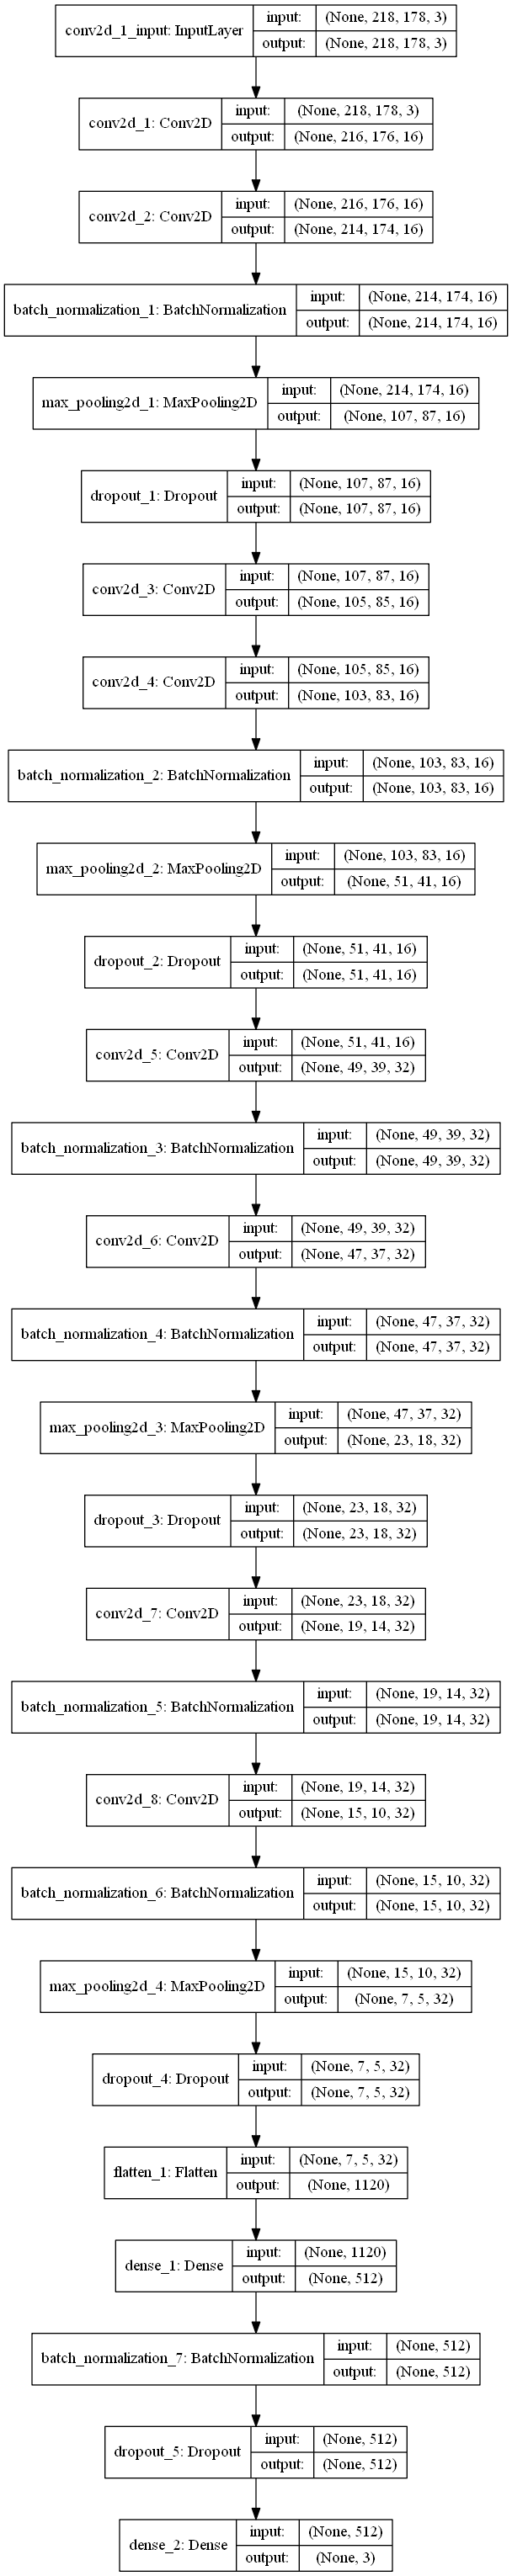 conv2d_1_input: InputLayer
input: (None, 218, 178, 3)
output: (None, 218, 178, 3)
conv2d_1: Conv2D
input: (None, 218, 178, 3)
output: (None, 216, 176, 16)
conv2d_2: Conv2D
input: (None, 216, 176, 16)
output: (None, 214, 174, 16)
batch_normalization_1: BatchNormalization
input: (None, 214, 174, 16)
output: (None, 214, 174, 16)
max_pooling2d_1: MaxPooling2D
input: (None, 214, 174, 16)
output: (None, 107, 87, 16)
dropout_1: Dropout
input: (None, 107, 87, 16)
output: (None, 107, 87, 16)
conv2d_3: Conv2D
input: (None, 107, 87, 16)
output: (None, 105, 85, 16)
conv2d_4: Conv2D
input: (None, 105, 85, 16)
output: (None, 103, 83, 16)
batch_normalization_2: BatchNormalization
input: (None, 103, 83, 16)
output: (None, 103, 83, 16)
max_pooling2d_2: MaxPooling2D
input: (None, 103, 83, 16)
output: (None, 51, 41, 16)
dropout_2: Dropout
input: (None, 51, 41, 16)
output: (None, 51, 41, 16)
conv2d_5: Conv2D
input: (None, 51, 41, 16)
output: (None, 49, 39, 32)
batch_normalization_3: BatchNormalization
input: (None, 49, 39, 32)
output: (None, 49, 39, 32)
conv2d_6: Conv2D
input: (None, 49, 39, 32)
output: (None, 47, 37, 32)
batch_normalization_4: BatchNormalization
input: (None, 47, 37, 32)
output: (None, 47, 37, 32)
max_pooling2d_3: MaxPooling2D
input: (None, 47, 37, 32)
output: (None, 23, 18, 32)
dropout_3: Dropout
input: (None, 23, 18, 32)
output: (None, 23, 18, 32)
conv2d_7: Conv2D
input: (None, 23, 18, 32)
output: (None, 19, 14, 32)
batch_normalization_5: BatchNormalization
input: (None, 19, 14, 32)
output: (None, 19, 14, 32)
conv2d_8: Conv2D
input: (None, 19, 14, 32)
output: (None, 15, 10, 32)
batch_normalization_6: BatchNormalization
input: (None, 15, 10, 32)
output: (None, 15, 10, 32)
max_pooling2d_4: MaxPooling2D
input: (None, 15, 10, 32)
output: (None, 7, 5, 32)
dropout_4: Dropout
input: (None, 7, 5, 32)
output: (None, 7, 5, 32)
flatten_1: Flatten
input: (None, 7, 5, 32)
output: (None, 1120)
dense_1: Dense
input: (None, 1120)
output: (None, 512)
batch_normalization_7: BatchNormalization
input: (None, 512)
output: (None, 512)
dropout_5: Dropout
input: (None, 512)
output: (None, 512)
dense_2: Dense
input: (None, 512)
output: (None, 3)